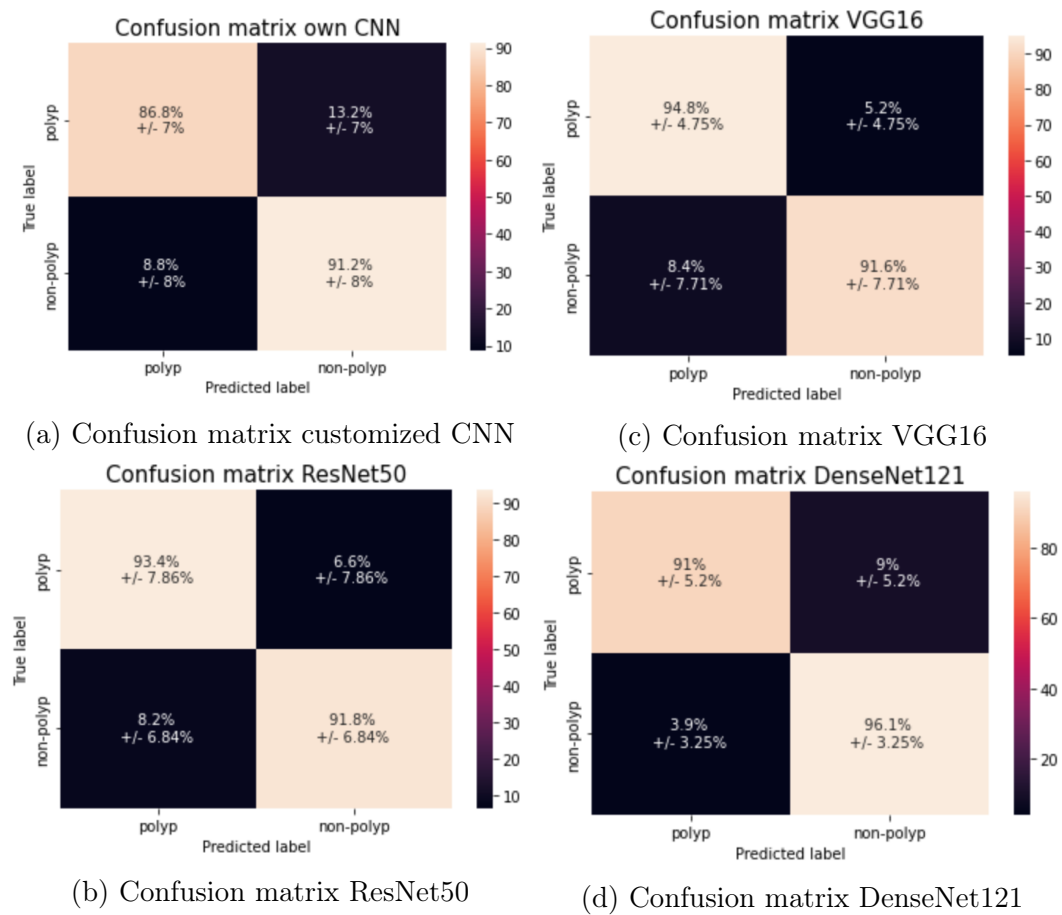 Confusion matrix own CNN
86.8%
+/- 7%
13.2%
+/- 7%
8.8%
+/- 8%
91.2%
+/- 8%
polyp
non-polyp
True label
polyp
non-polyp
Predicted label
90
80
70
60
50
40
30
20
10
(a) Confusion matrix customized CNN
Confusion matrix VGG16
94.8%
+/- 4.75%
5.2%
+/- 4.75%
8.4%
+/- 7.71%
91.6%
+/- 7.71%
polyp
non-polyp
True label
polyp
non-polyp
Predicted label
90
80
70
60
50
40
30
20
10
(c) Confusion matrix VGG16
Confusion matrix ResNet50
93.4%
+/- 7.86%
6.6%
+/- 7.86%
8.2%
+/- 6.84%
91.8%
+/- 6.84%
polyp
non-polyp
True label
polyp
non-polyp
Predicted label
90
80
70
60
50
40
30
20
10
(b) Confusion matrix ResNet50
Confusion matrix DenseNet121
91%
+/- 5.2%
9%
+/- 5.2%
3.9%
+/- 3.25%
96.1%
+/- 3.25%
polyp
non-polyp
True label
polyp
non-polyp
Predicted label
80
60
40
20
(d) Confusion matrix DenseNet121